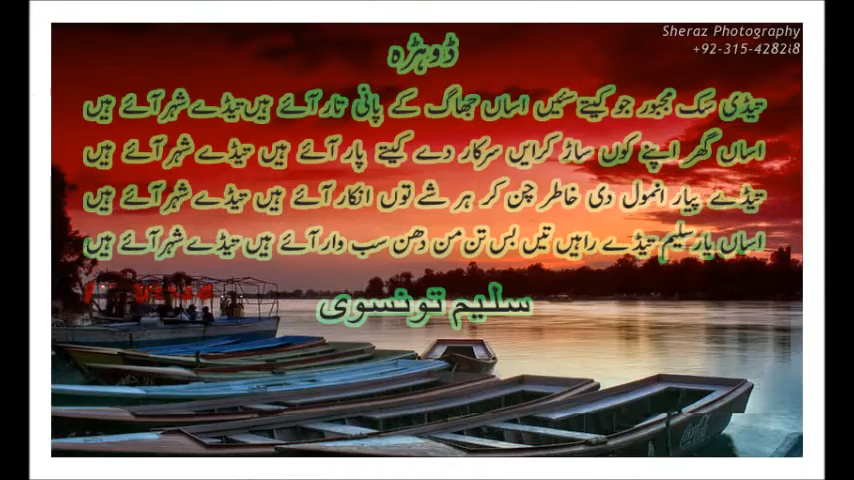 Sheraz Photography
+92-315-428218
ڈوہڑہ
تیڈی سک مجبور جو کیتے سئیں اساں جھاگ کے پانی تار آئے ہیں تیڈے شہر آئے ہیں
اساں گھر اپنے کوں ساڑ کرایں سرکار دے کیتے پار آئے ہیں تیڈے شہر آئے ہیں
تیڈے پیار انمول دی خاطر چن کر ہر شے توں انکار آئے ہیں تیڈے شہر آئے ہیں
اساں یار سلیم تیڈے راہیں تیں بس تن من دھن سب وار آئے ہیں تیڈے شہر آئے ہیں
سلیم تونسوی